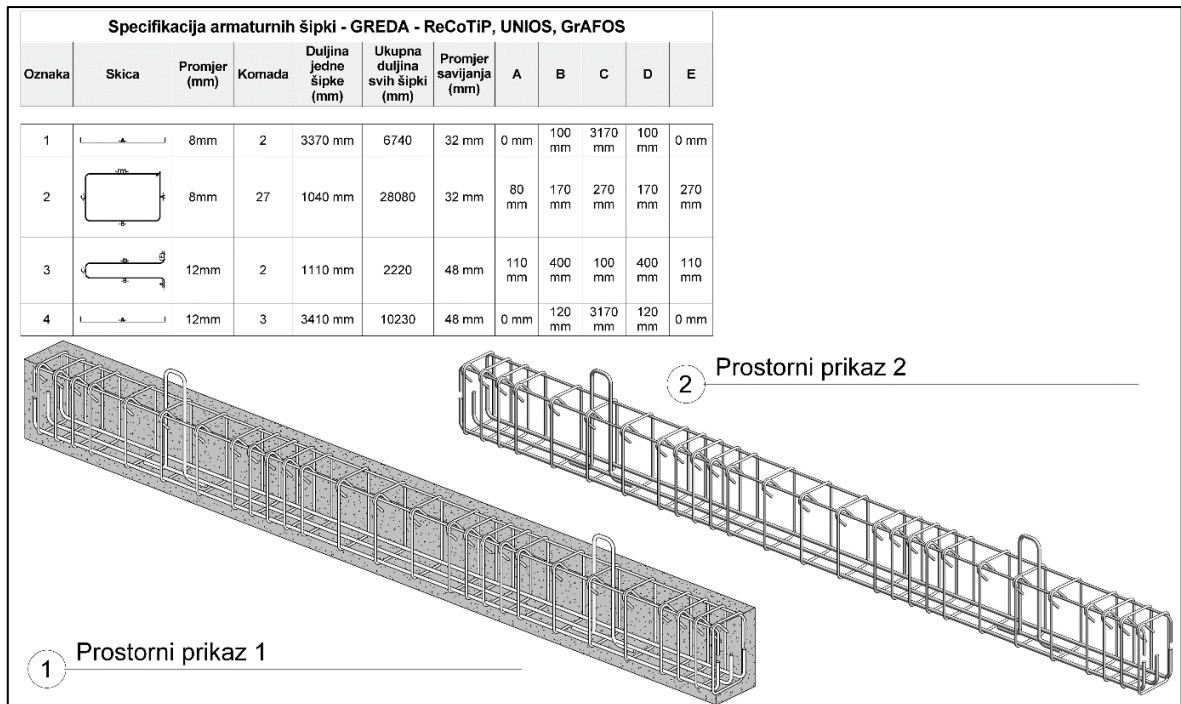 Specifikacija armaturnih šipki - GREDA - ReCoTiP, UNIOS, GrAFOS
Oznaka Skica Promjer (mm) Komada Duljina jedne šipke (mm) Ukupna duljina svih šipki (mm) Promjer savijanja (mm) A B C D E
1 8mm 2 3370 mm 6740 32 mm 0 mm 100 mm 3170 mm 100 mm 0 mm
2 8mm 27 1040 mm 28080 32 mm 80 mm 170 mm 270 mm 170 mm 270 mm
3 12mm 2 1110 mm 2220 48 mm 110 mm 400 mm 100 mm 400 mm 110 mm
4 12mm 3 3410 mm 10230 48 mm 0 mm 120 mm 3170 mm 120 mm 0 mm
2 Prostorni prikaz 2
1 Prostorni prikaz 1